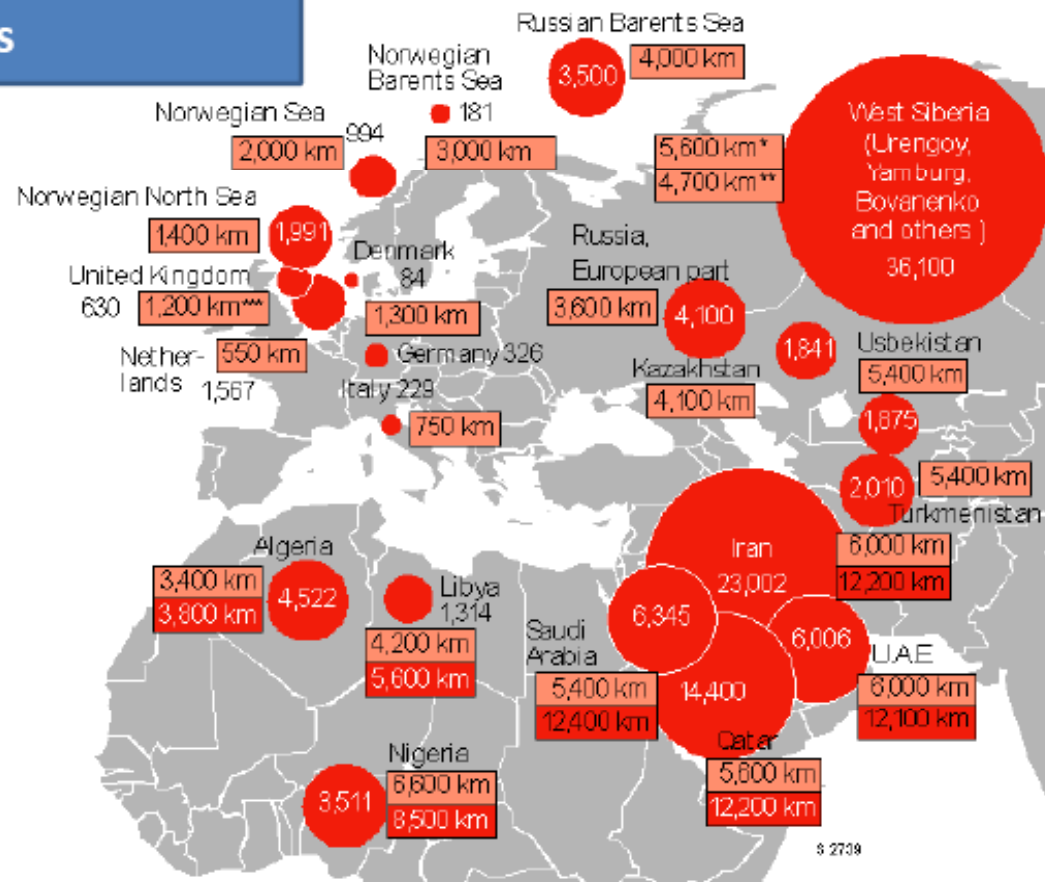 s
Russian Barents Sea
3,500
4,000 km
Norwegian
Barents Sea
181
3,000 km
Norwegian Sea
994
2,000 km
West Siberia
(Urengoy,
Yamburg,
Bovanenko
and others )
36,100
5,600 km*
4,700 km**
Norwegian North Sea
1,991
1,400 km
Denmark
84
1,300 km
Russia,
European part
3,600 km
4,100
United Kingdom
630
1,200 km***
Nether-
lands
1,567
550 km
Germany 326
Italy 229
750 km
1,841
Kazakhstan
4,100 km
Usbekistan
5,400 km
1,875
2,010
5,400 km
Turkmenistan
Iran
23,002
6,000 km
12,200 km
Algeria
3,400 km
3,800 km
4,522
Libya
1,314
4,200 km
5,600 km
6,345
Saudi
Arabia
5,400 km
12,400 km
6,006
U.A.E
6,000 km
12,100 km
14,400
Qatar
5,600 km
12,200 km
Nigeria
3,511
6,600 km
8,500 km
S 2739